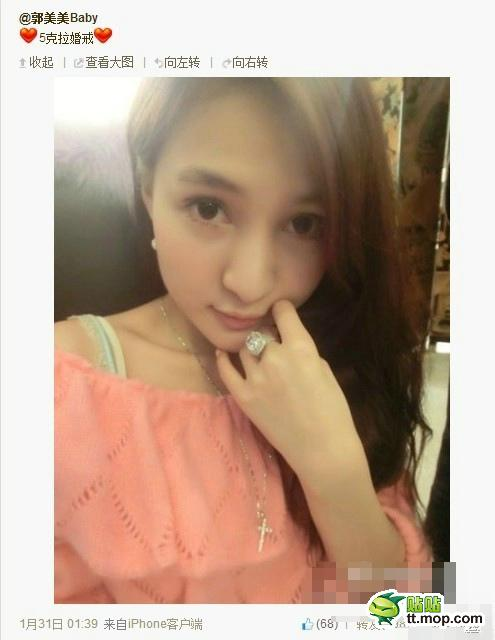 @郭美美Baby
❤5克拉婚戒❤
收起 | 查看大图 | 向左转 | 向右转
1月31日 01:39 来自iPhone客户端
(68) | 转发
贴贴
tt.mop.com